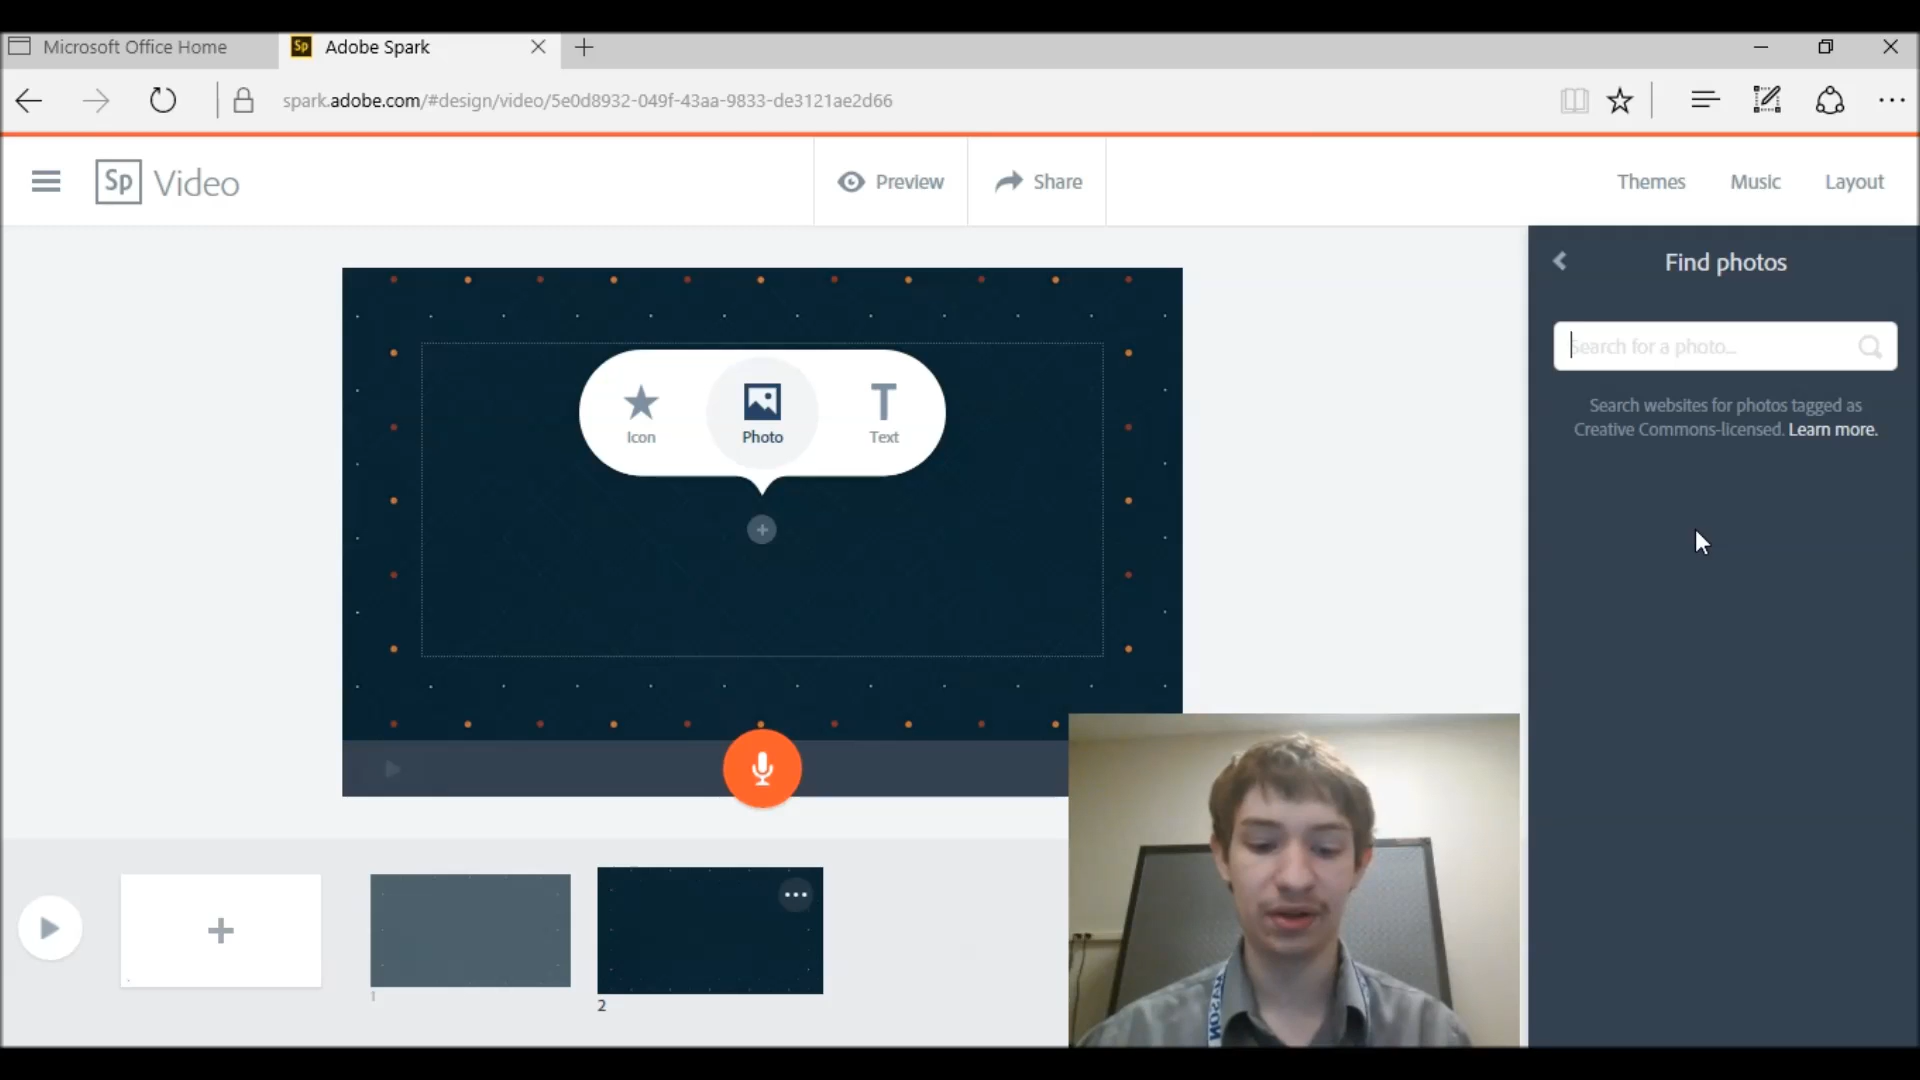 Microsoft Office Home
Sp Adobe Spark
spark.adobe.com/#design/video/5e0d8932-049f-43aa-9833-de3121ae2d66
Sp Video
Preview
Share
Themes
Music
Layout
Find photos
Search for a photo...
Search websites for photos tagged as
Creative Commons-licensed. Learn more.
Icon
Photo
T
Text
1
2